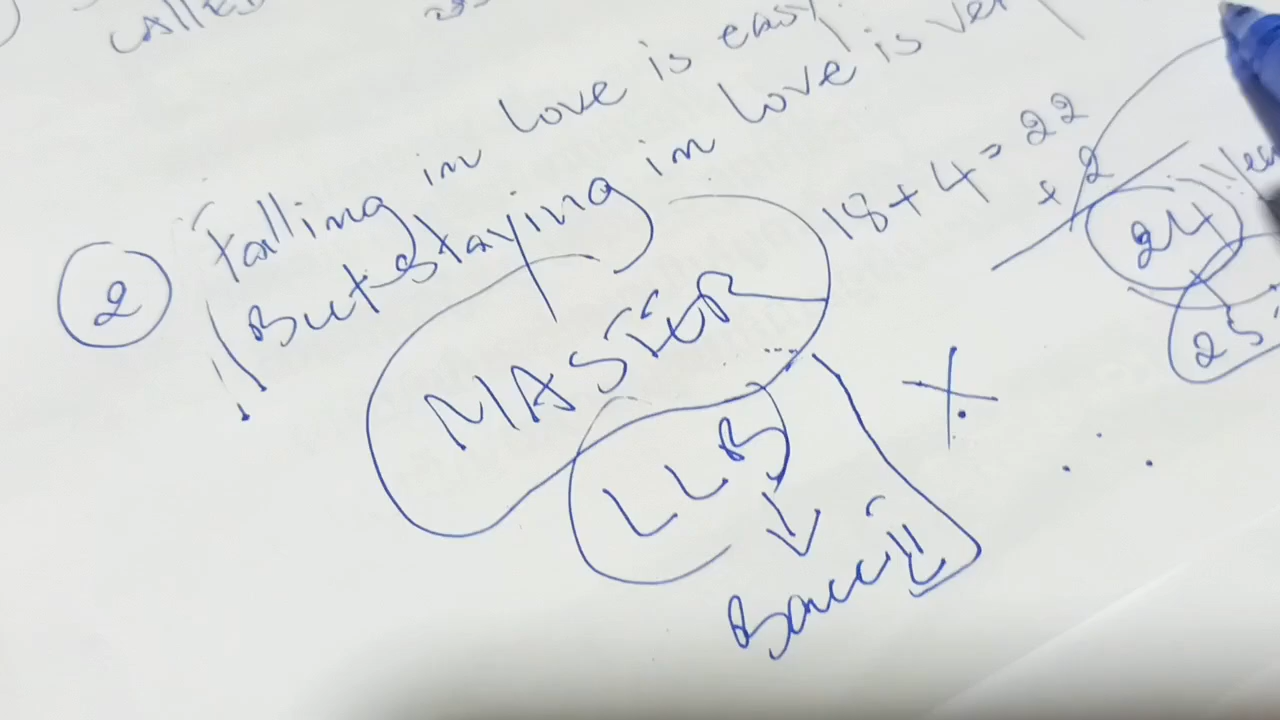 CALLED
Falling in love is easy
2
But staying in love is ver
18 + 4 = 22
+ 2
24
25
MASTER
LLB